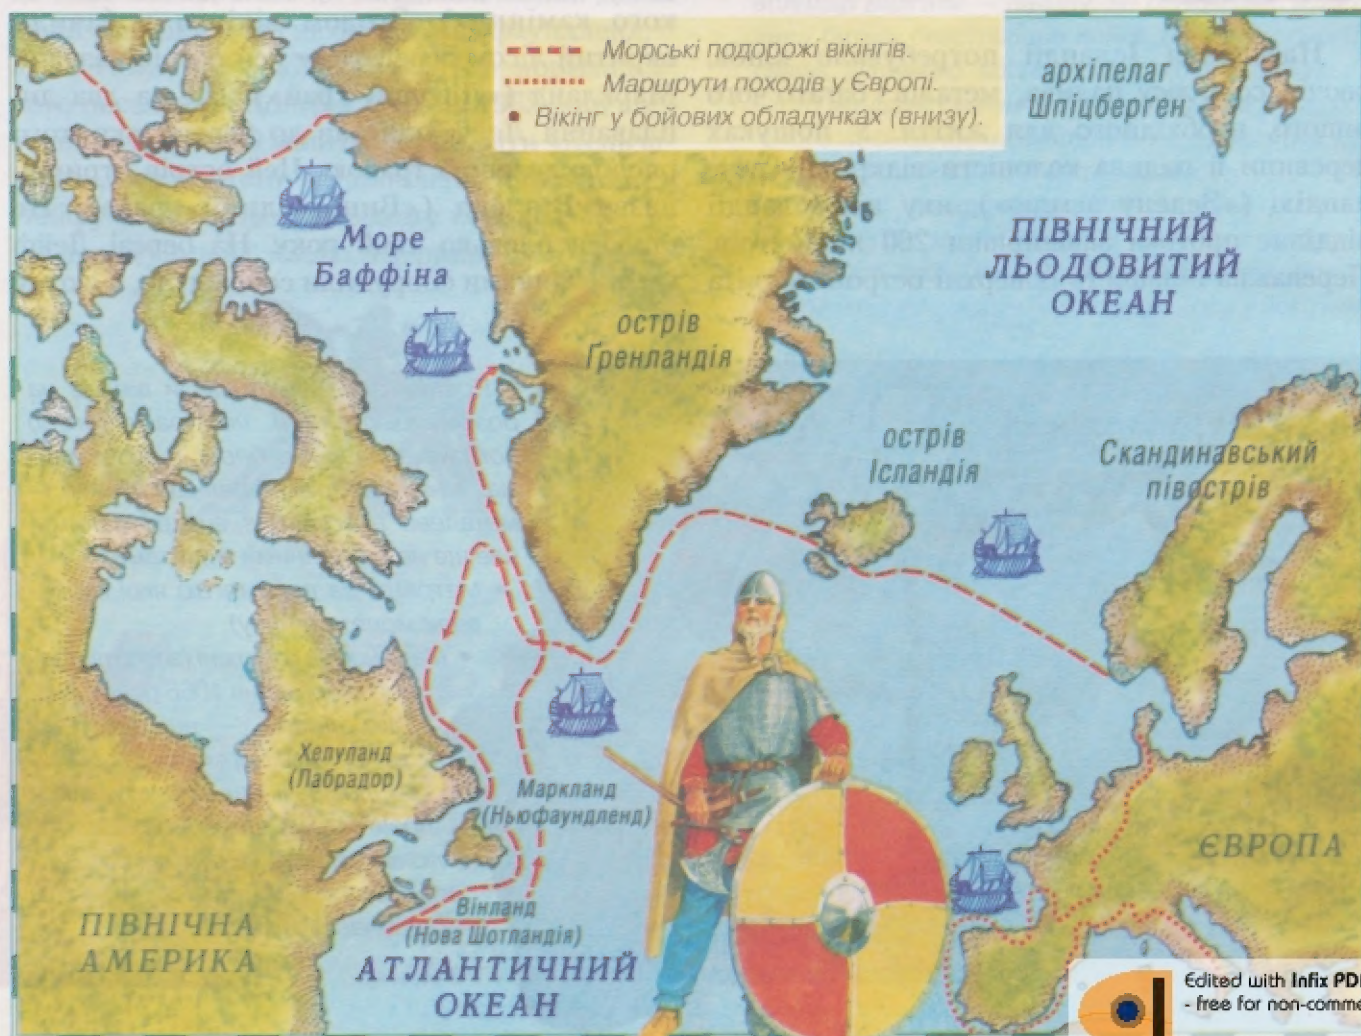 Морські подорожі вікінгів.
Маршрути походів у Європі.
Вікінг у бойових обладунках (внизу).
архіпелаг
Шпіцберґен
Море
Баффіна
ПІВНІЧНИЙ
ЛЬОДОВИТИЙ
ОКЕАН
острів
Ґренландія
острів
Ісландія
Скандинавський
півострів
Хелуланд
(Лабрадор)
Маркланд
(Ньюфаундленд)
ЄВРОПА
Вінланд
(Нова Шотландія)
ПІВНІЧНА
АМЕРИКА
АТЛАНТИЧНИЙ
ОКЕАН
Edited with Infix PD
- free for non-comme